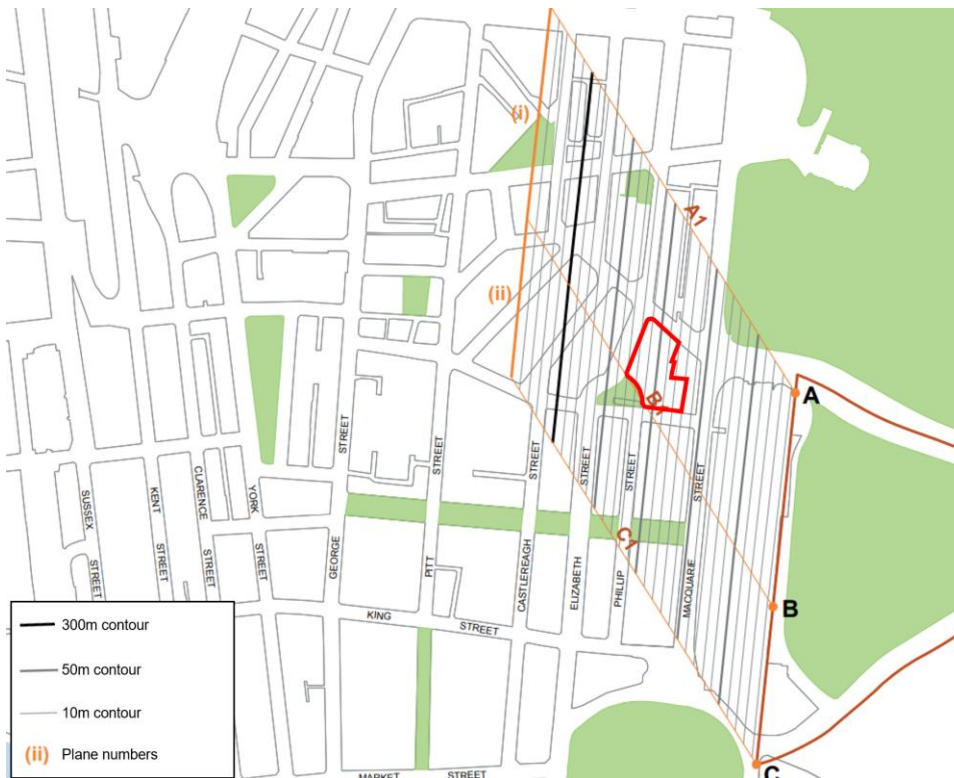 (i)
A1
(ii)
A
B1
STREET
STREET
STREET
STREET
STREET
STREET
SUSSEX
KENT
CLARENCE
YORK
C1
STREET
STREET
STREET
STREET
GEORGE
PITT
CASTLEREAGH
ELIZABETH
PHILLIP
MACQUARIE
B
KING
STREET
300m contour
50m contour
10m contour
(ii) Plane numbers
MARKET STREET
C